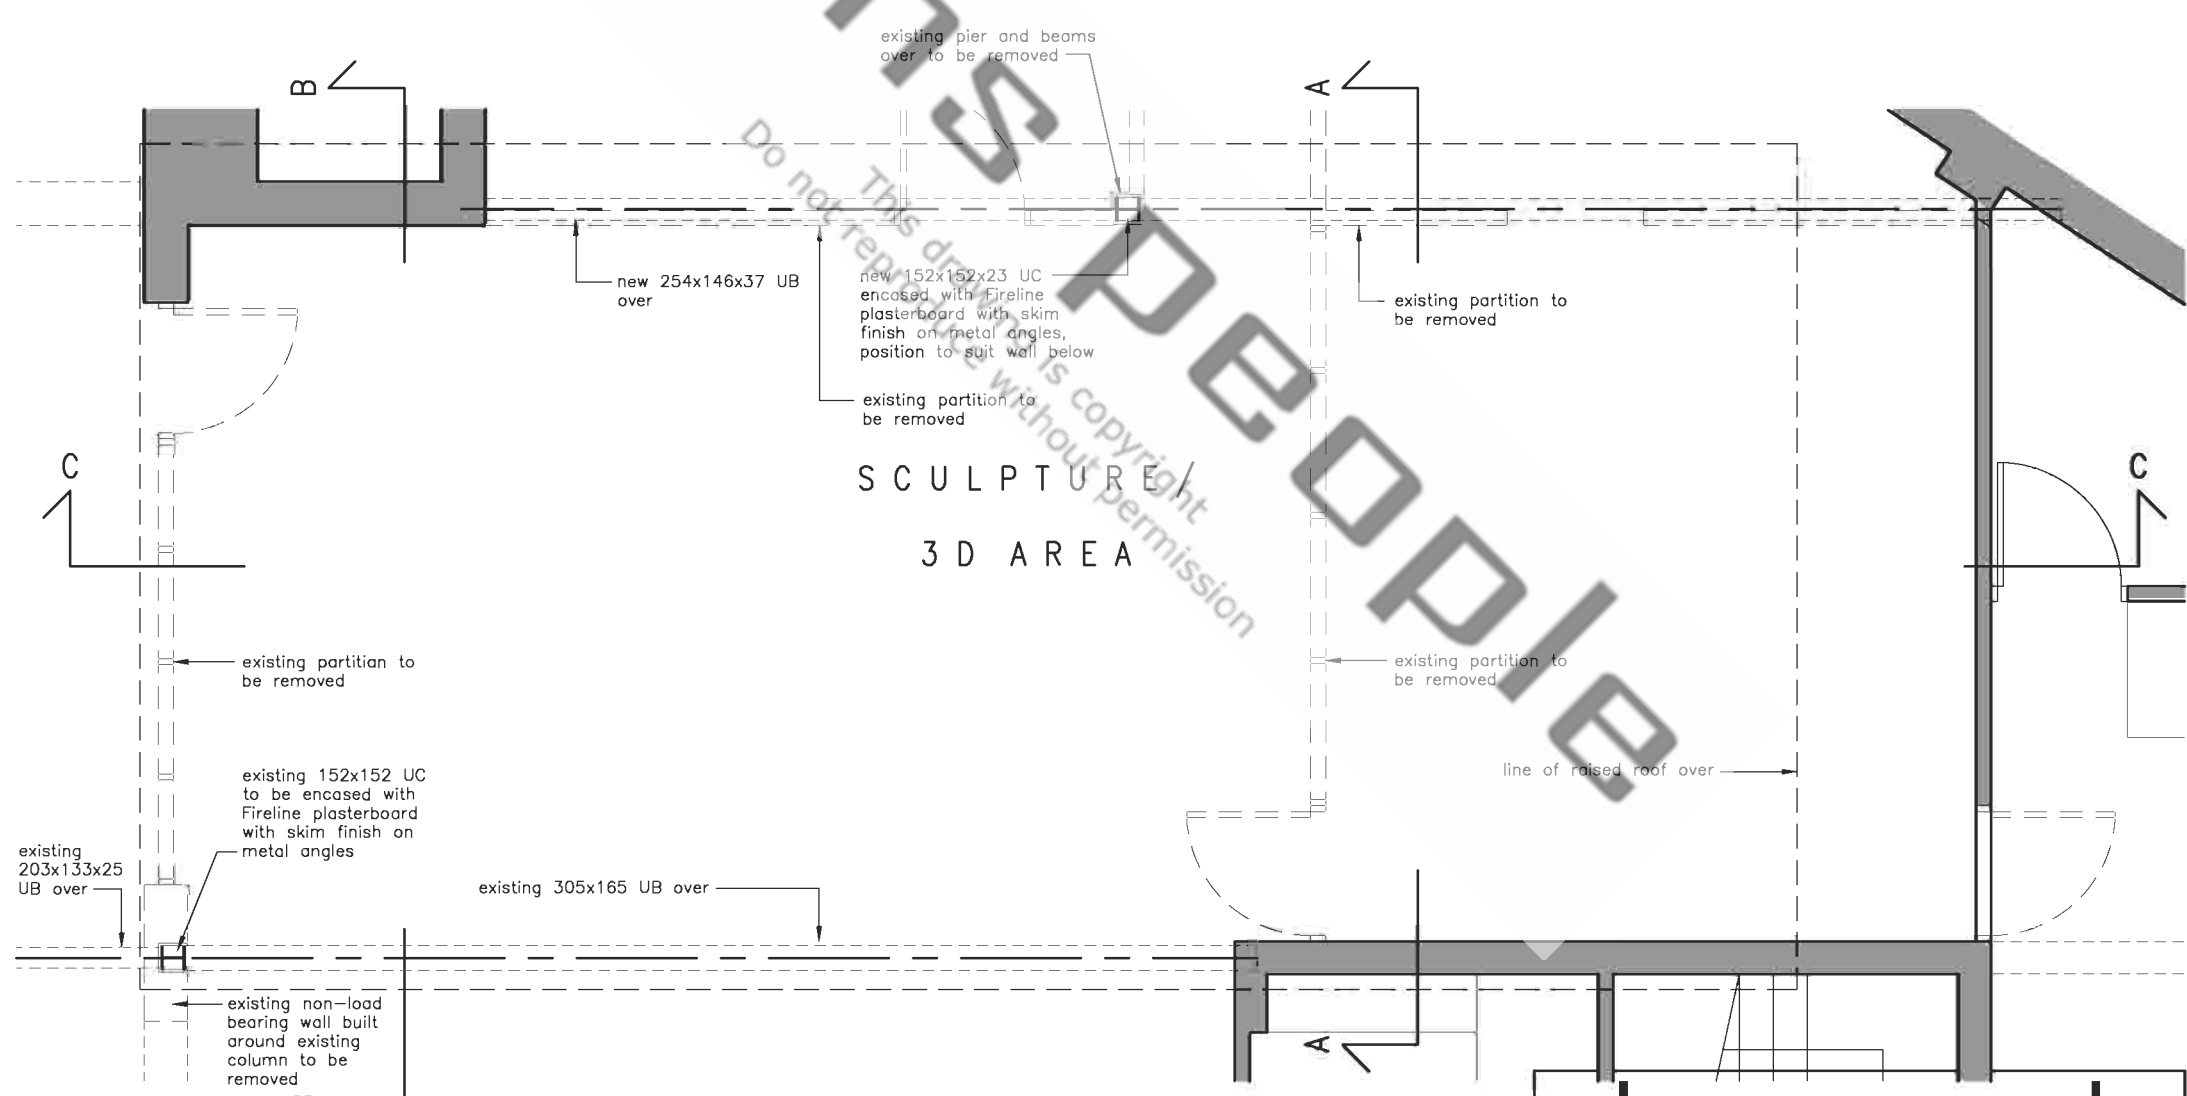 existing pier and beams
over to be removed
B
A
new 254x146x37 UB
over
new 152x152x23 UC
encased with Fireline
plasterboard with skim
finish on metal angles,
position to suit wall below
existing partition to
be removed
existing partition to
be removed
C
C
SCULPTURE/
3D AREA
existing partitian to
be removed
existing partition to
be removed
line of raised roof over
existing 152x152 UC
to be encased with
Fireline plasterboard
with skim finish on
metal angles
existing
203x133x25
UB over
existing 305x165 UB over
existing non-load
bearing wall built
around existing
column to be
removed
A
ns people
This drawing is copyright
Do not reproduce without permission